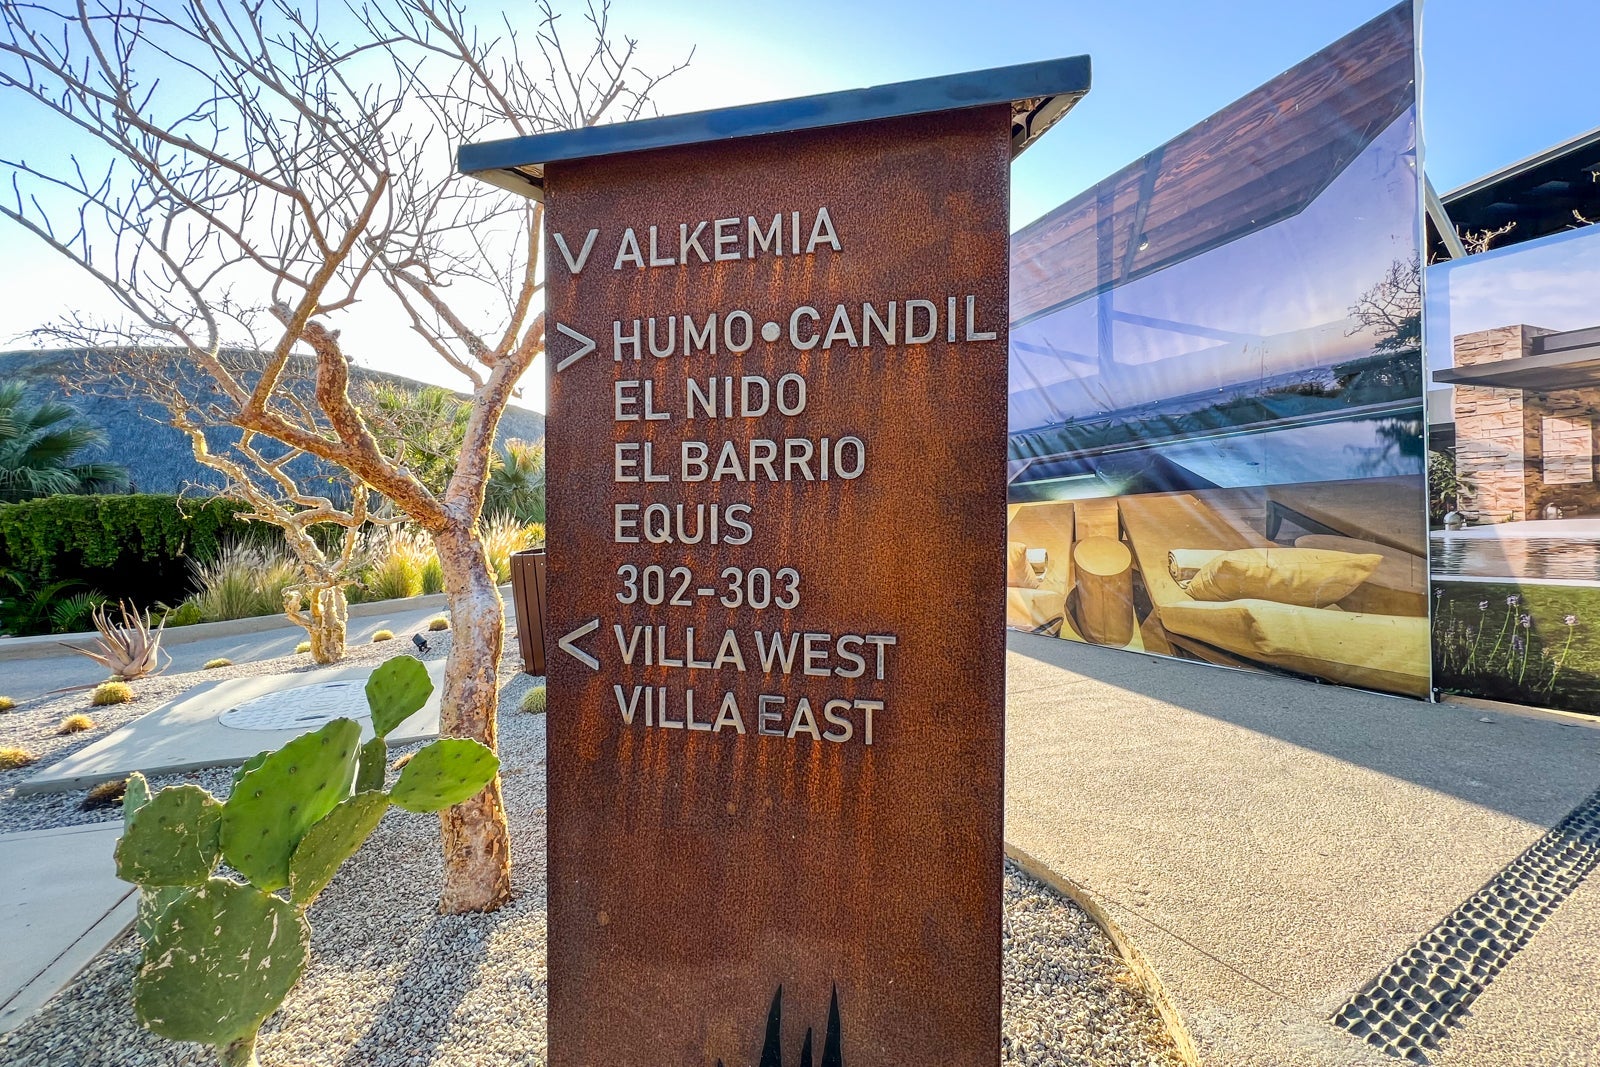 V ALKEMIA
> HUMO•CANDIL
EL NIDO
EL BARRIO
EQUIS
302-303
< VILLA WEST
VILLA EAST